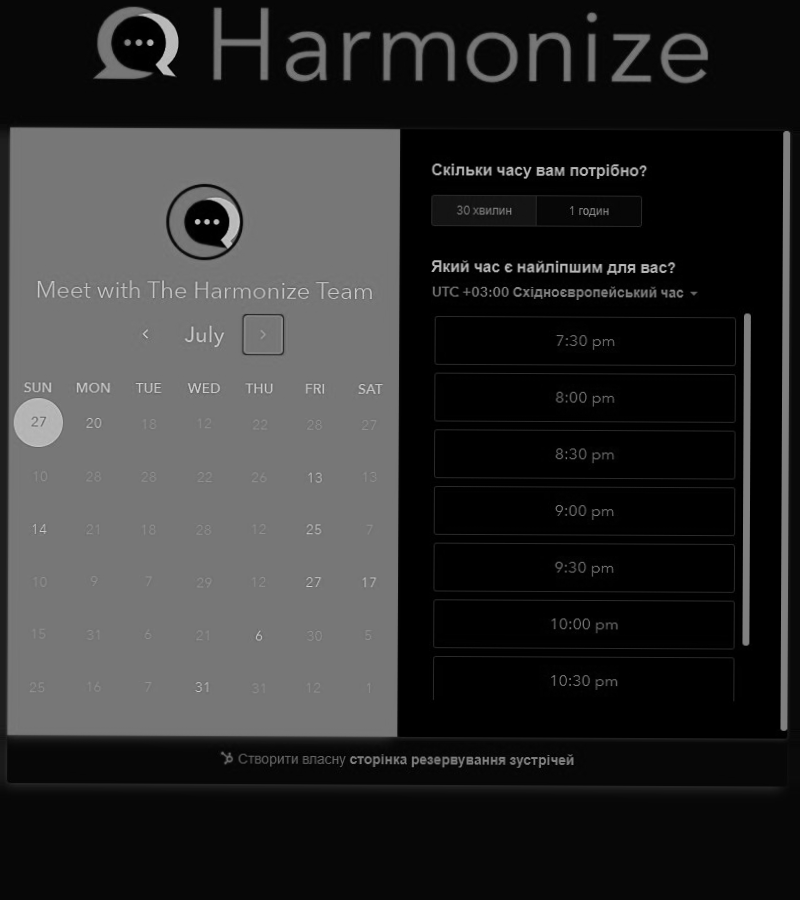 Harmonize
Meet with The Harmonize Team
July
SUN MON TUE WED THU FRI SAT
27 20 18 12 22 28 27
10 28 28 22 26 13 13
14 21 18 28 12 25 7
10 9 7 29 12 27 17
15 31 6 21 6 30 5
25 16 7 31 31 12 1
Скільки часу вам потрібно?
30 хвилин 1 годин
Який час є найліпшим для вас?
UTC +03:00 Східноєвропейський час
7:30 pm
8:00 pm
8:30 pm
9:00 pm
9:30 pm
10:00 pm
10:30 pm
Створити власну сторінка резервування зустрічей